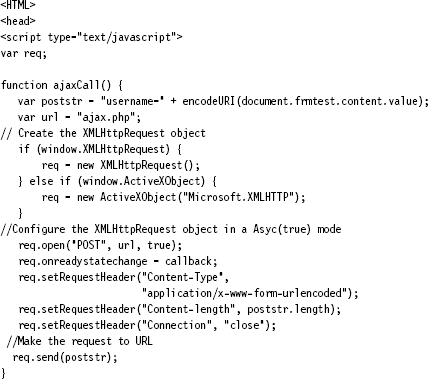 <HTML>
<head>
<script type="text/javascript">
var req;

function ajaxCall() {
   var poststr = "username=" + encodeURI(document.frmtest.content.value);
   var url = "ajax.php";
// Create the XMLHttpRequest object
   if (window.XMLHttpRequest) {
       req = new XMLHttpRequest();
   } else if (window.ActiveXObject) {
       req = new ActiveXObject("Microsoft.XMLHTTP");
   }
//Configure the XMLHttpRequest object in a Asyc(true) mode
   req.open("POST", url, true);
   req.onreadystatechange = callback;
   req.setRequestHeader("Content-Type",
                        "application/x-www-form-urlencoded");
   req.setRequestHeader("Content-length", poststr.length);
   req.setRequestHeader("Connection", "close");
 //Make the request to URL
  req.send(poststr);
}